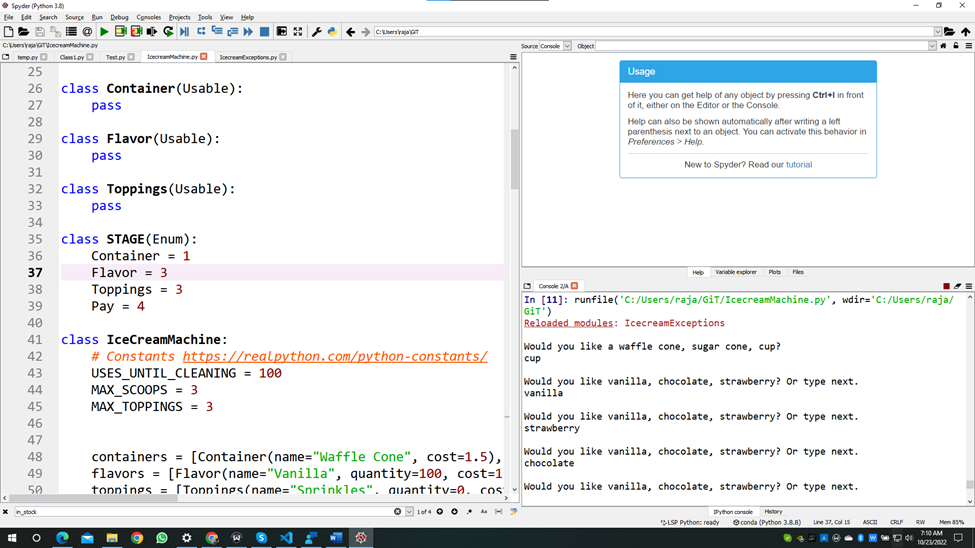 Spyder (Python 3.8)
File Edit Search Source Run Debug Consoles Projects Tools View Help
C:\Users\raja\GiT
C:\Users\raja\GiT\IcecreamMachine.py
temp.py Class1.py Test.py IcecreamMachine.py IcecreamExceptions.py
25
26 class Container(Usable):
27 pass
28
29 class Flavor(Usable):
30 pass
31
32 class Toppings(Usable):
33 pass
34
35 class STAGE(Enum):
36 Container = 1
37 Flavor = 3
38 Toppings = 3
39 Pay = 4
40
41 class IceCreamMachine:
42 # Constants https://realpython.com/python-constants/
43 USES_UNTIL_CLEANING = 100
44 MAX_SCOOPS = 3
45 MAX_TOPPINGS = 3
46
47
48 containers = [Container(name="Waffle Cone", cost=1.5),
49 flavors = [Flavor(name="Vanilla", quantity=100, cost=1
50 toppings = [Toppings(name="Sprinkles", quantity=0, cos
in_stock 1 of 4 Aa
Source Console Object
Usage
Here you can get help of any object by pressing Ctrl+I in front
of it, either on the Editor or the Console.
Help can also be shown automatically after writing a left
parenthesis next to an object. You can activate this behavior in
Preferences > Help.
New to Spyder? Read our tutorial
Help Variable explorer Plots Files
Console 2/A
In [11]: runfile('C:/Users/raja/GiT/IcecreamMachine.py', wdir='C:/Users/raja/
GiT')
Reloaded modules: IcecreamExceptions
Would you like a waffle cone, sugar cone, cup?
cup
Would you like vanilla, chocolate, strawberry? Or type next.
vanilla
Would you like vanilla, chocolate, strawberry? Or type next.
strawberry
Would you like vanilla, chocolate, strawberry? Or type next.
chocolate
Would you like vanilla, chocolate, strawberry? Or type next.
IPython console History
LSP Python: ready conda (Python 3.8.8) Line 37, Col 15 ASCII CRLF RW Mem 85%
7:10 AM
10/23/2022